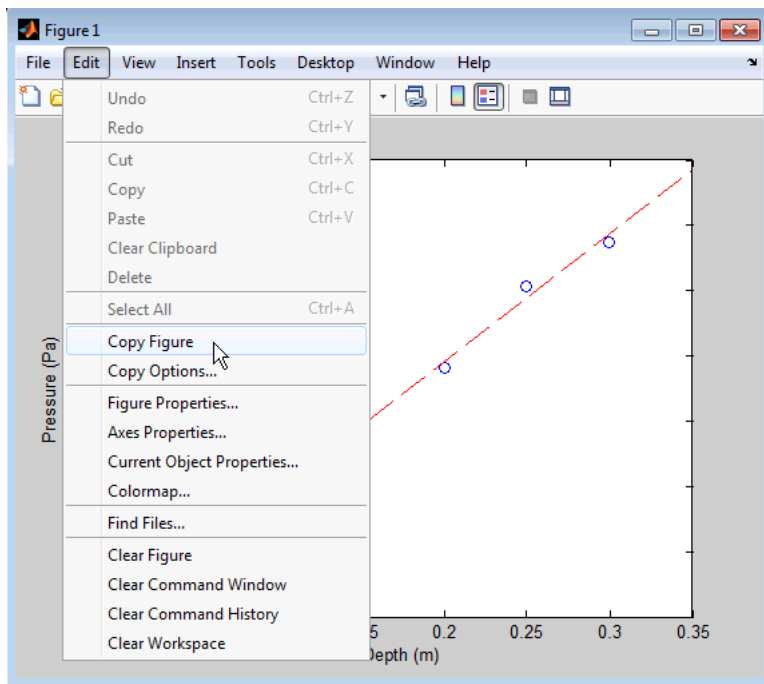 Figure 1
File Edit View Insert Tools Desktop Window Help
Undo Ctrl+Z
Redo Ctrl+Y
Cut Ctrl+X
Copy Ctrl+C
Paste Ctrl+V
Clear Clipboard
Delete
Select All Ctrl+A
Copy Figure
Copy Options...
Figure Properties...
Axes Properties...
Current Object Properties...
Colormap...
Find Files...
Clear Figure
Clear Command Window
Clear Command History
Clear Workspace
Pressure (Pa)
5 0.2 0.25 0.3 0.35
Depth (m)